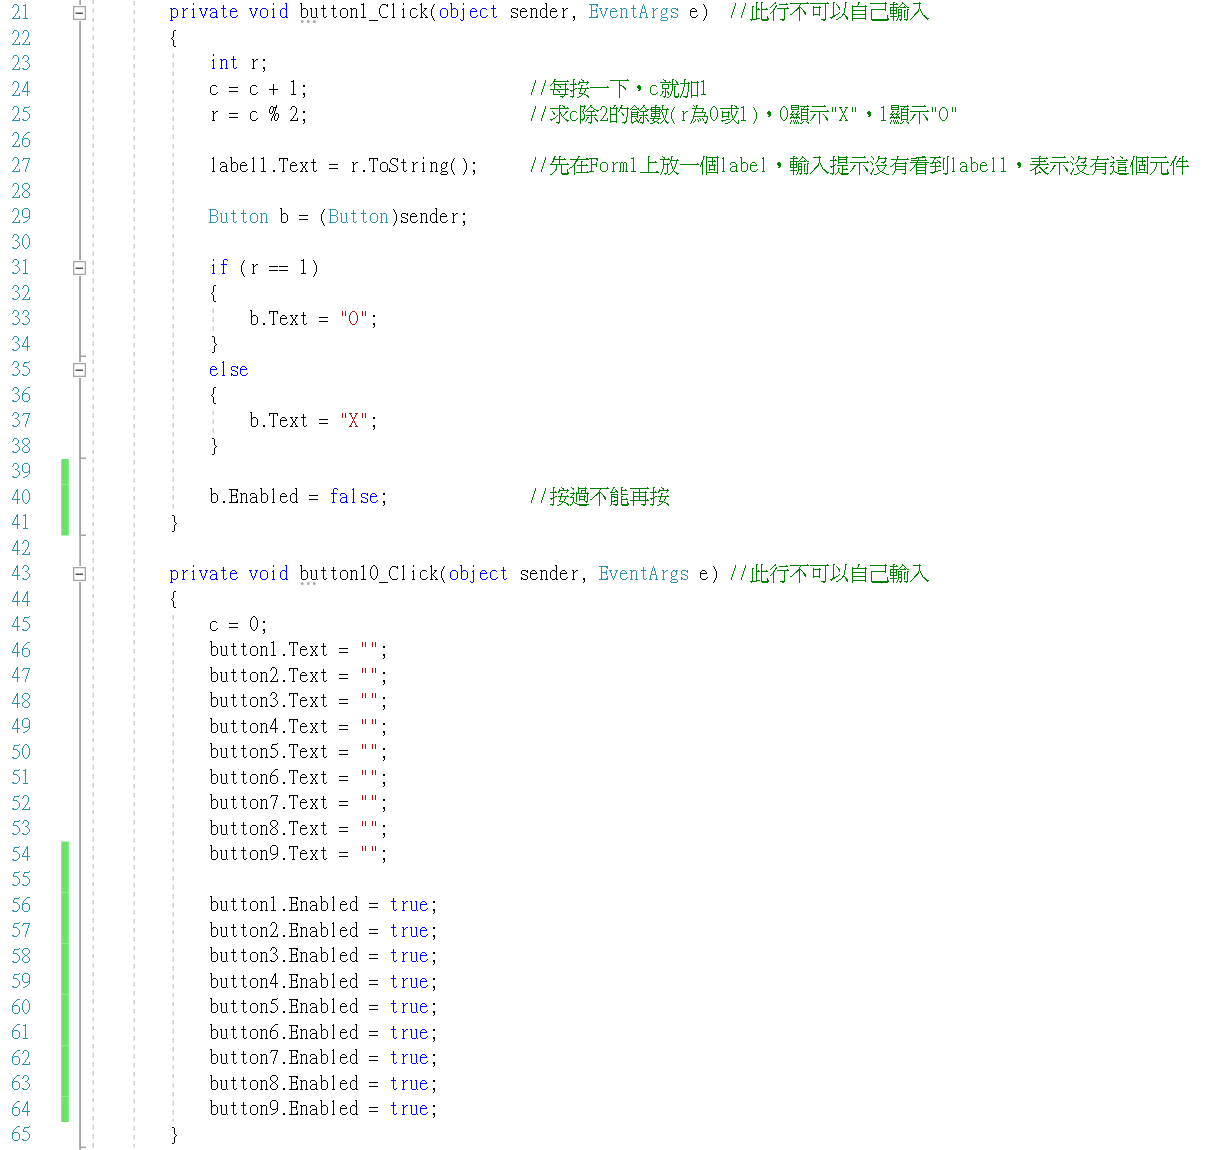 21 private void button1_Click(object sender, EventArgs e) //此行不可以自己輸入
22 {
23 int r;
24 c = c + 1; //每按一下，c就加1
25 r = c % 2; //求c除2的餘數(r為0或1)，0顯示"X"，1顯示"O"
26
27 label1.Text = r.ToString(); //先在Form1上放一個label，輸入提示沒有看到label1，表示沒有這個元件
28
29 Button b = (Button)sender;
30
31 if (r == 1)
32 {
33 b.Text = "O";
34 }
35 else
36 {
37 b.Text = "X";
38 }
39
40 b.Enabled = false; //按過不能再按
41 }
42
43 private void button10_Click(object sender, EventArgs e) //此行不可以自己輸入
44 {
45 c = 0;
46 button1.Text = "";
47 button2.Text = "";
48 button3.Text = "";
49 button4.Text = "";
50 button5.Text = "";
51 button6.Text = "";
52 button7.Text = "";
53 button8.Text = "";
54 button9.Text = "";
55
56 button1.Enabled = true;
57 button2.Enabled = true;
58 button3.Enabled = true;
59 button4.Enabled = true;
60 button5.Enabled = true;
61 button6.Enabled = true;
62 button7.Enabled = true;
63 button8.Enabled = true;
64 button9.Enabled = true;
65 }